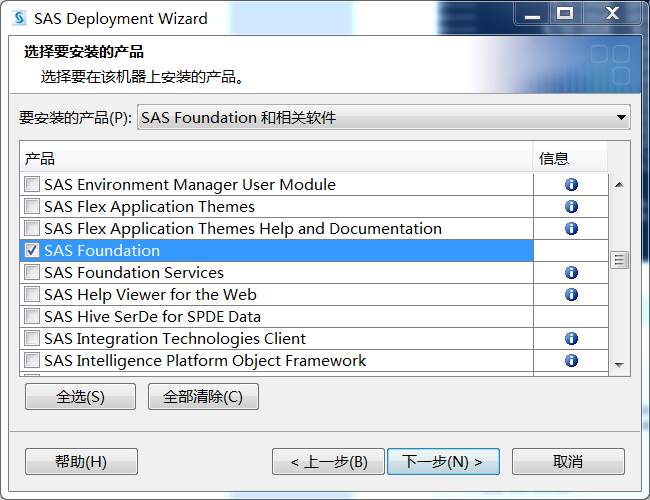 SAS Deployment Wizard
选择要安装的产品
选择要在该机器上安装的产品。
要安装的产品(P): SAS Foundation 和相关软件
产品 信息
SAS Environment Manager User Module
SAS Flex Application Themes
SAS Flex Application Themes Help and Documentation
SAS Foundation
SAS Foundation Services
SAS Help Viewer for the Web
SAS Hive SerDe for SPDE Data
SAS Integration Technologies Client
SAS Intelligence Platform Object Framework
全选(S) 全部清除(C)
帮助(H) < 上一步(B) 下一步(N) > 取消